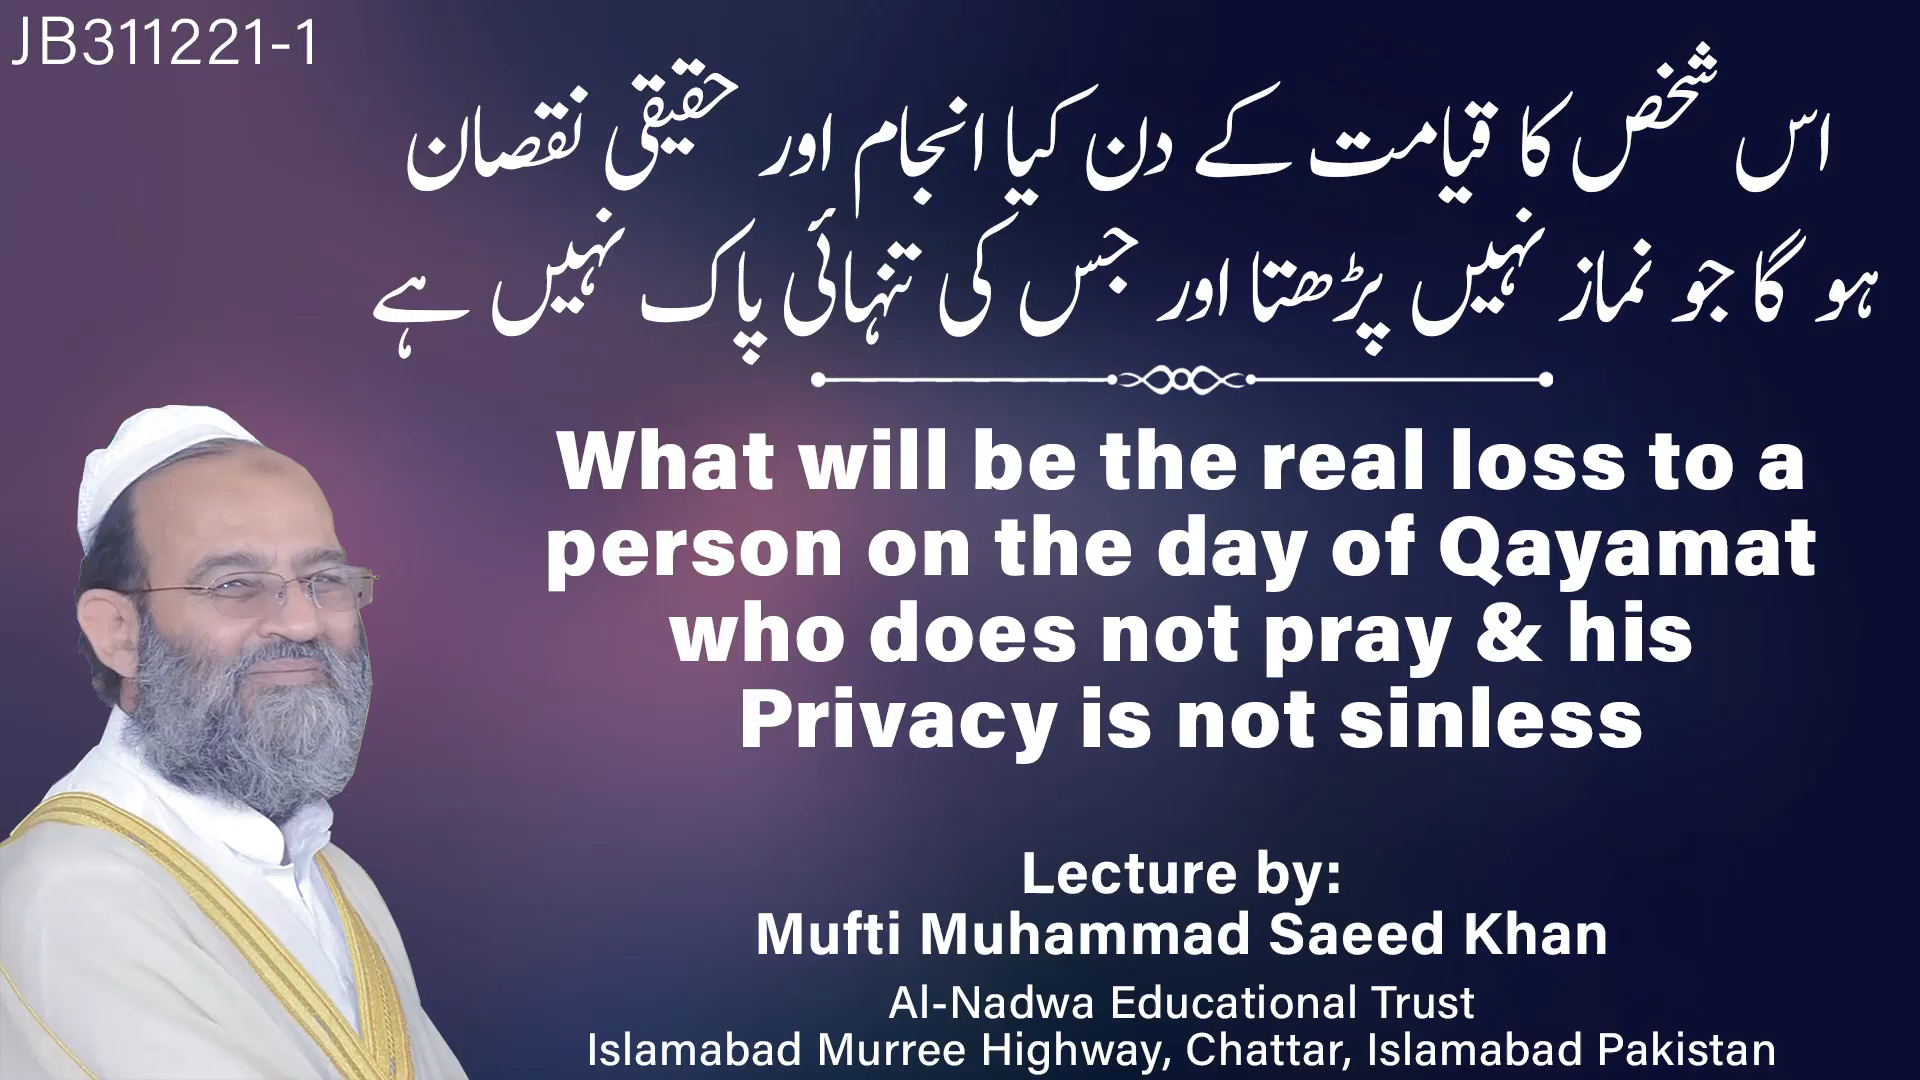 JB311221-1
اس شخص کا قیامت کے دن کیا انجام اور حقیقی نقصان
ہو گا جو نماز نہیں پڑھتا اور جس کی تنہائی پاک نہیں ہے
What will be the real loss to a
person on the day of Qayamat
who does not pray & his
Privacy is not sinless
Lecture by:
Mufti Muhammad Saeed Khan
Al-Nadwa Educational Trust
Islamabad Murree Highway, Chattar, Islamabad Pakistan